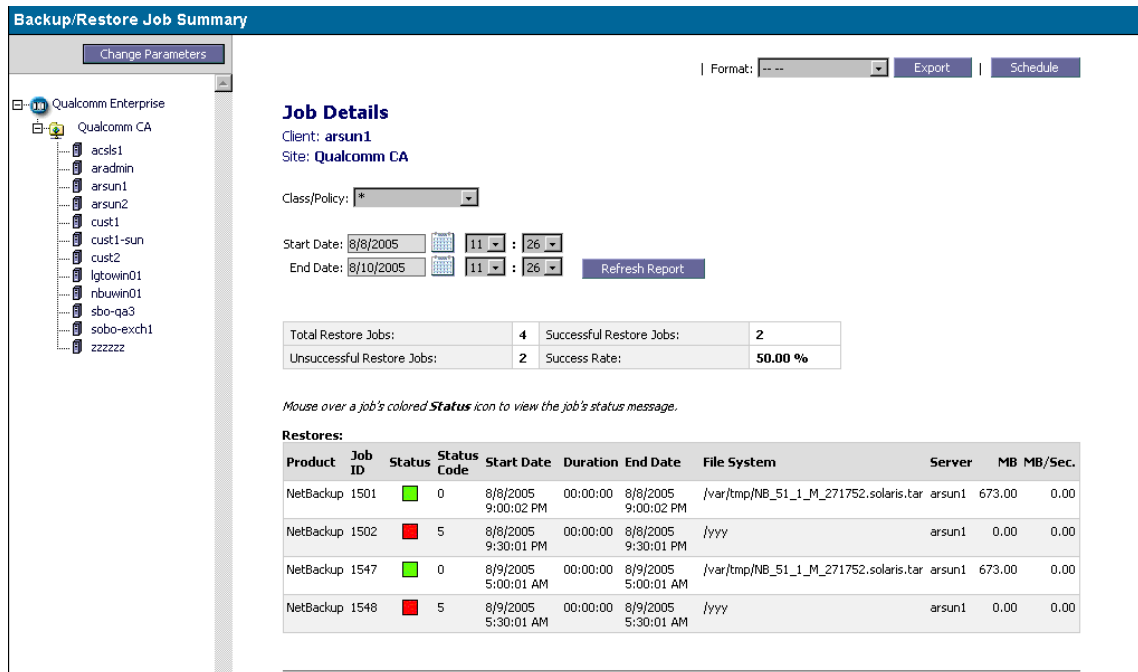 Backup/Restore Job Summary
Change Parameters
Qualcomm Enterprise
Qualcomm CA
acsls1
aradmin
arsun1
arsun2
cust1
cust1-sun
cust2
lgtowin01
nbuwin01
sbo-qa3
sobo-exch1
zzzzzz
| Format: -- -- Export | Schedule
Job Details
Client: arsun1
Site: Qualcomm CA
Class/Policy: *
Start Date: 8/8/2005 11 : 26
End Date: 8/10/2005 11 : 26 Refresh Report
Total Restore Jobs: 4 Successful Restore Jobs: 2
Unsuccessful Restore Jobs: 2 Success Rate: 50.00 %
Mouse over a job's colored Status icon to view the job's status message.
Restores:
Product Job ID Status Status Code Start Date Duration End Date File System Server MB MB/Sec.
NetBackup 1501 0 8/8/2005 9:00:02 PM 00:00:00 8/8/2005 9:00:02 PM /var/tmp/NB_51_1_M_271752.solaris.tar arsun1 673.00 0.00
NetBackup 1502 5 8/8/2005 9:30:01 PM 00:00:00 8/8/2005 9:30:01 PM /yyy arsun1 0.00 0.00
NetBackup 1547 0 8/9/2005 5:00:01 AM 00:00:00 8/9/2005 5:00:01 AM /var/tmp/NB_51_1_M_271752.solaris.tar arsun1 673.00 0.00
NetBackup 1548 5 8/9/2005 5:30:01 AM 00:00:00 8/9/2005 5:30:01 AM /yyy arsun1 0.00 0.00